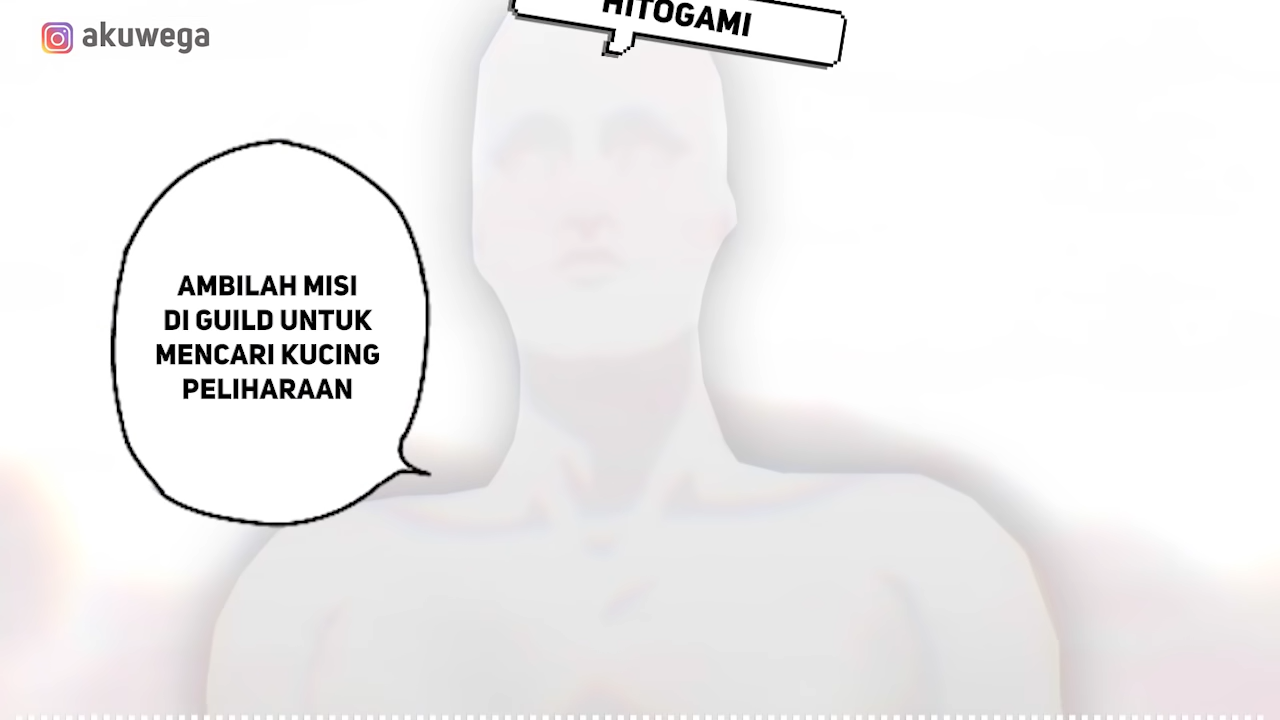 akuwega
HITOGAMI
AMBILAH MISI
DI GUILD UNTUK
MENCARI KUCING
PELIHARAAN